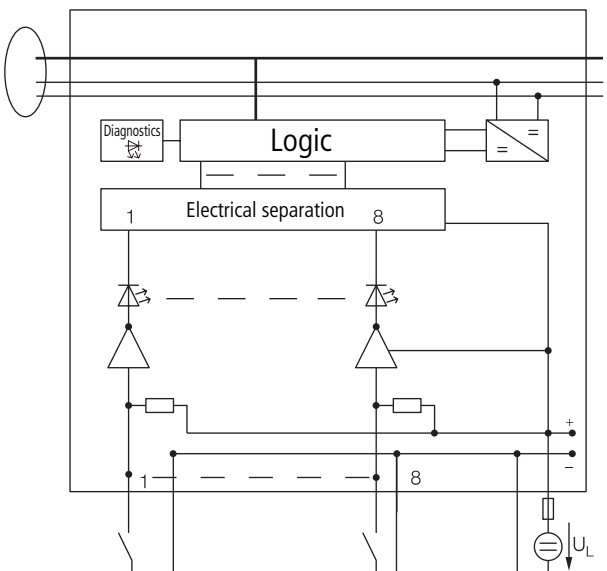 Diagnostics
Logic
=
=
Electrical separation
1
8
+
−
1
8
U_L